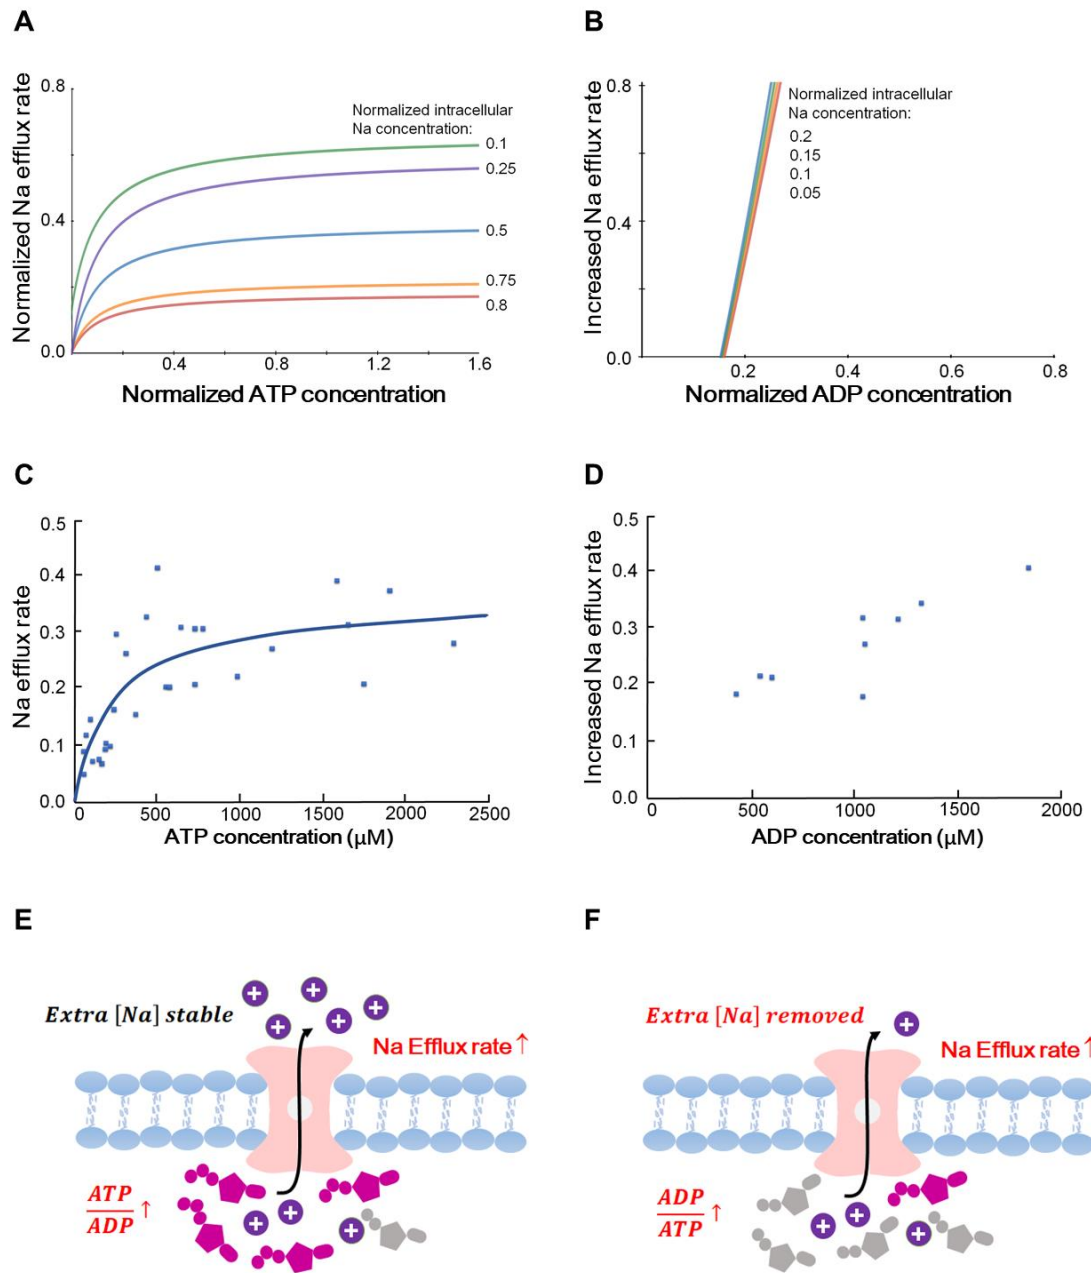 A
Normalized Na efflux rate
0.8
0.4
0.0
0.4
0.8
1.2
1.6
Normalized intracellular
Na concentration:
0.1
0.25
0.5
0.75
0.8
Normalized ATP concentration
B
Increased Na efflux rate
0.8
0.4
0.0
0.2
0.4
0.6
0.8
Normalized intracellular
Na concentration:
0.2
0.15
0.1
0.05
Normalized ADP concentration
C
Na efflux rate
0.5
0.4
0.3
0.2
0.1
0.0
0
500
1000
1500
2000
2500
ATP concentration (μM)
D
Increased Na efflux rate
0.5
0.4
0.3
0.2
0.1
0.0
0
500
1000
1500
2000
ADP concentration (μM)
E
Extra [Na] stable
Na Efflux rate ↑
ATP
ADP ↑
F
Extra [Na] removed
Na Efflux rate ↑
ADP
ATP ↑